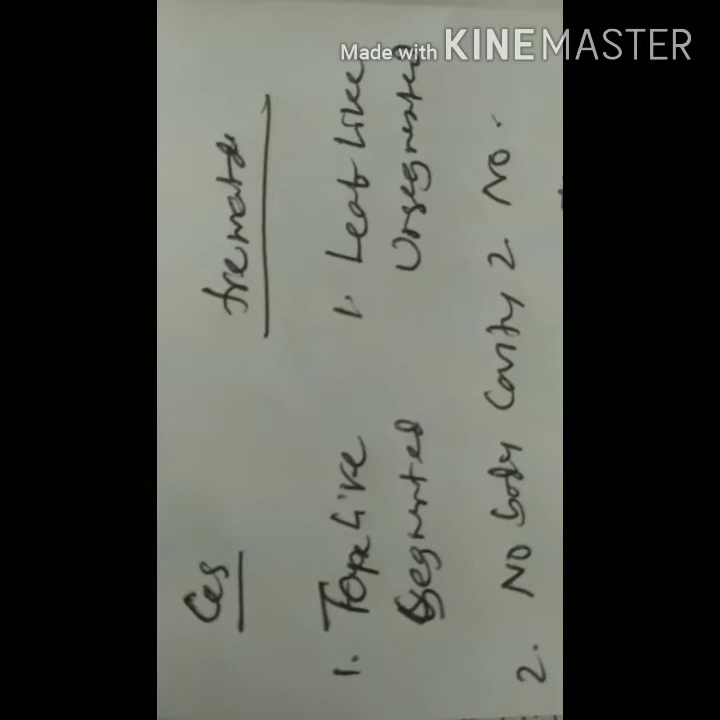 Made with KINEMASTER
Ces trematode
1. Tape like 1. Leaf like
Segmented Unsegmented
2. No body cavity 2 No.